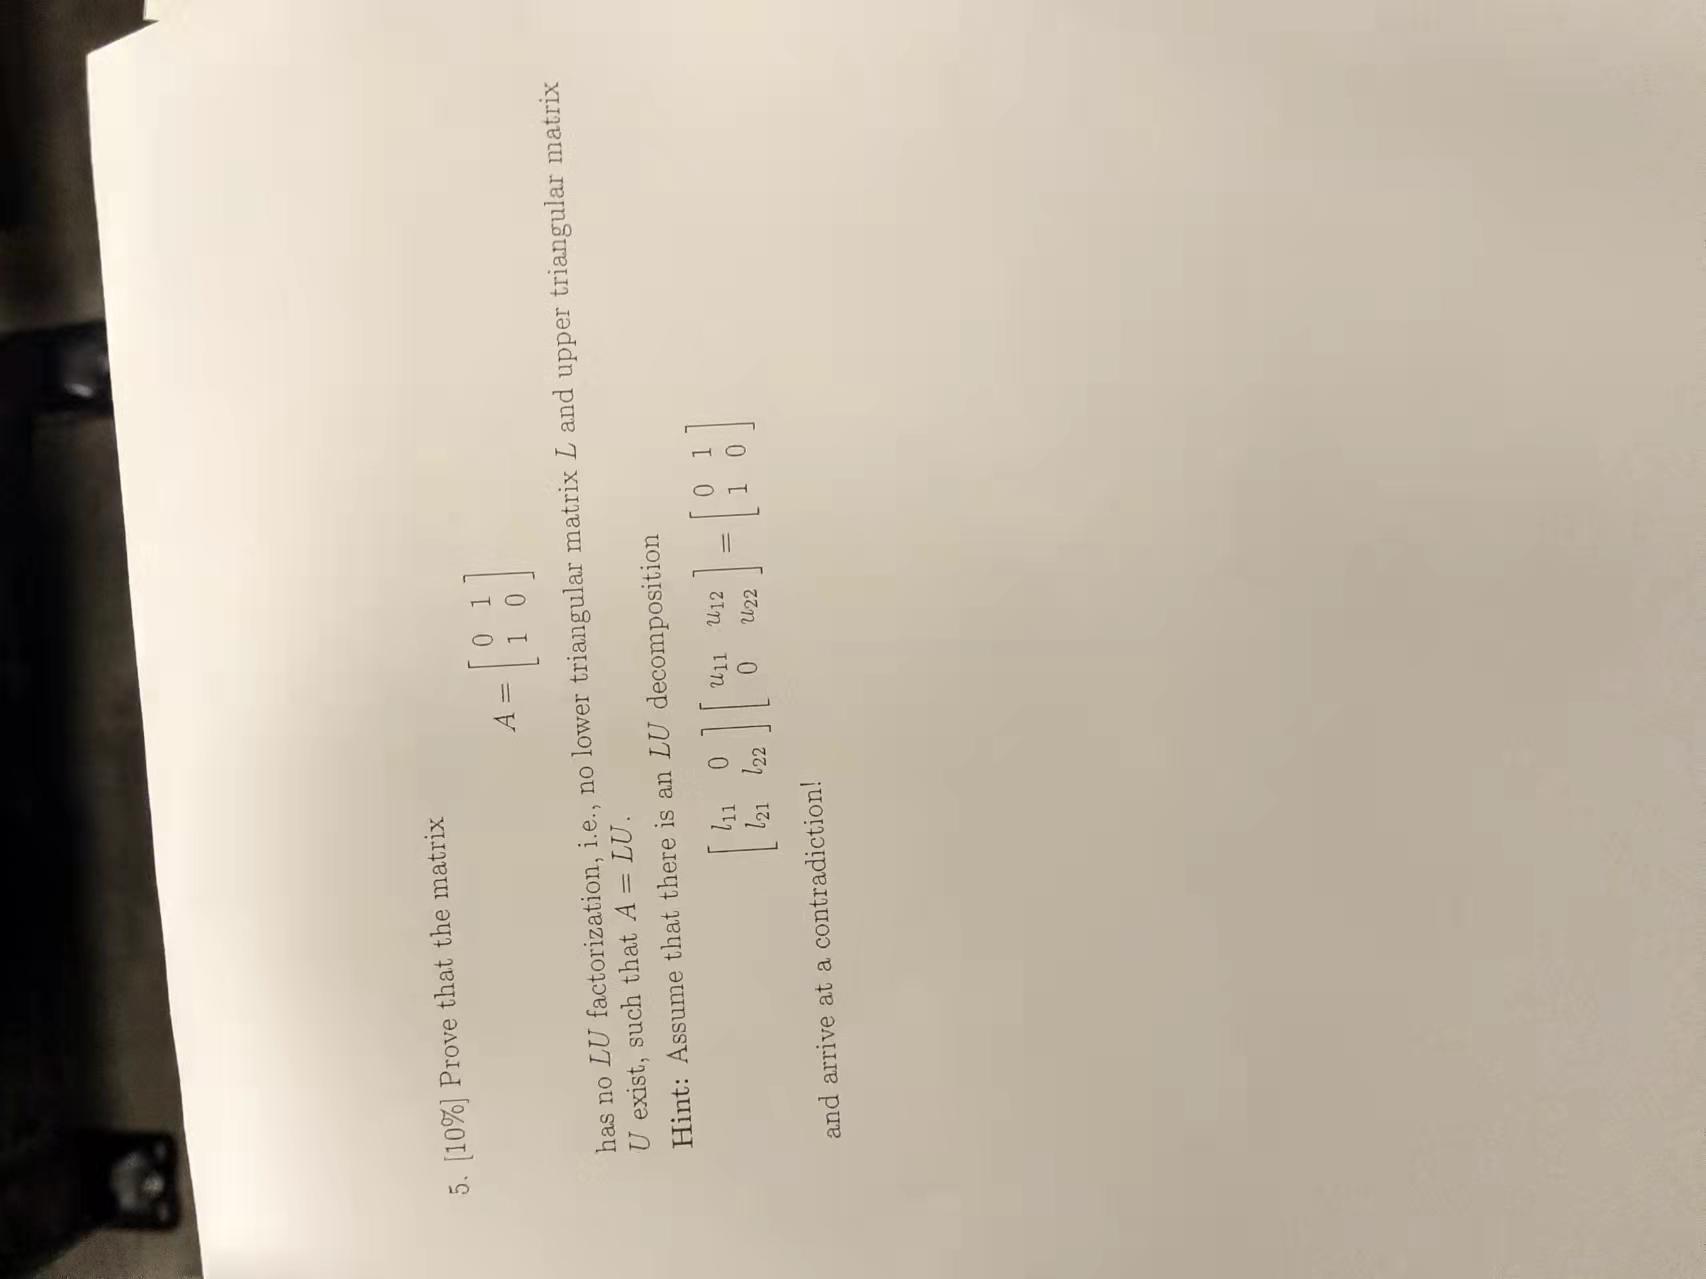 5. [10%] Prove that the matrix
A = [ 0 1
1 0 ]
has no LU factorization, i.e., no lower triangular matrix L and upper triangular matrix
U exist, such that A = LU.
Hint: Assume that there is an LU decomposition
[ l11 0 ] [ u11 u12 ] = [ 0 1 ]
[ l21 l22 ] [ 0 u22 ] [ 1 0 ]
and arrive at a contradiction!